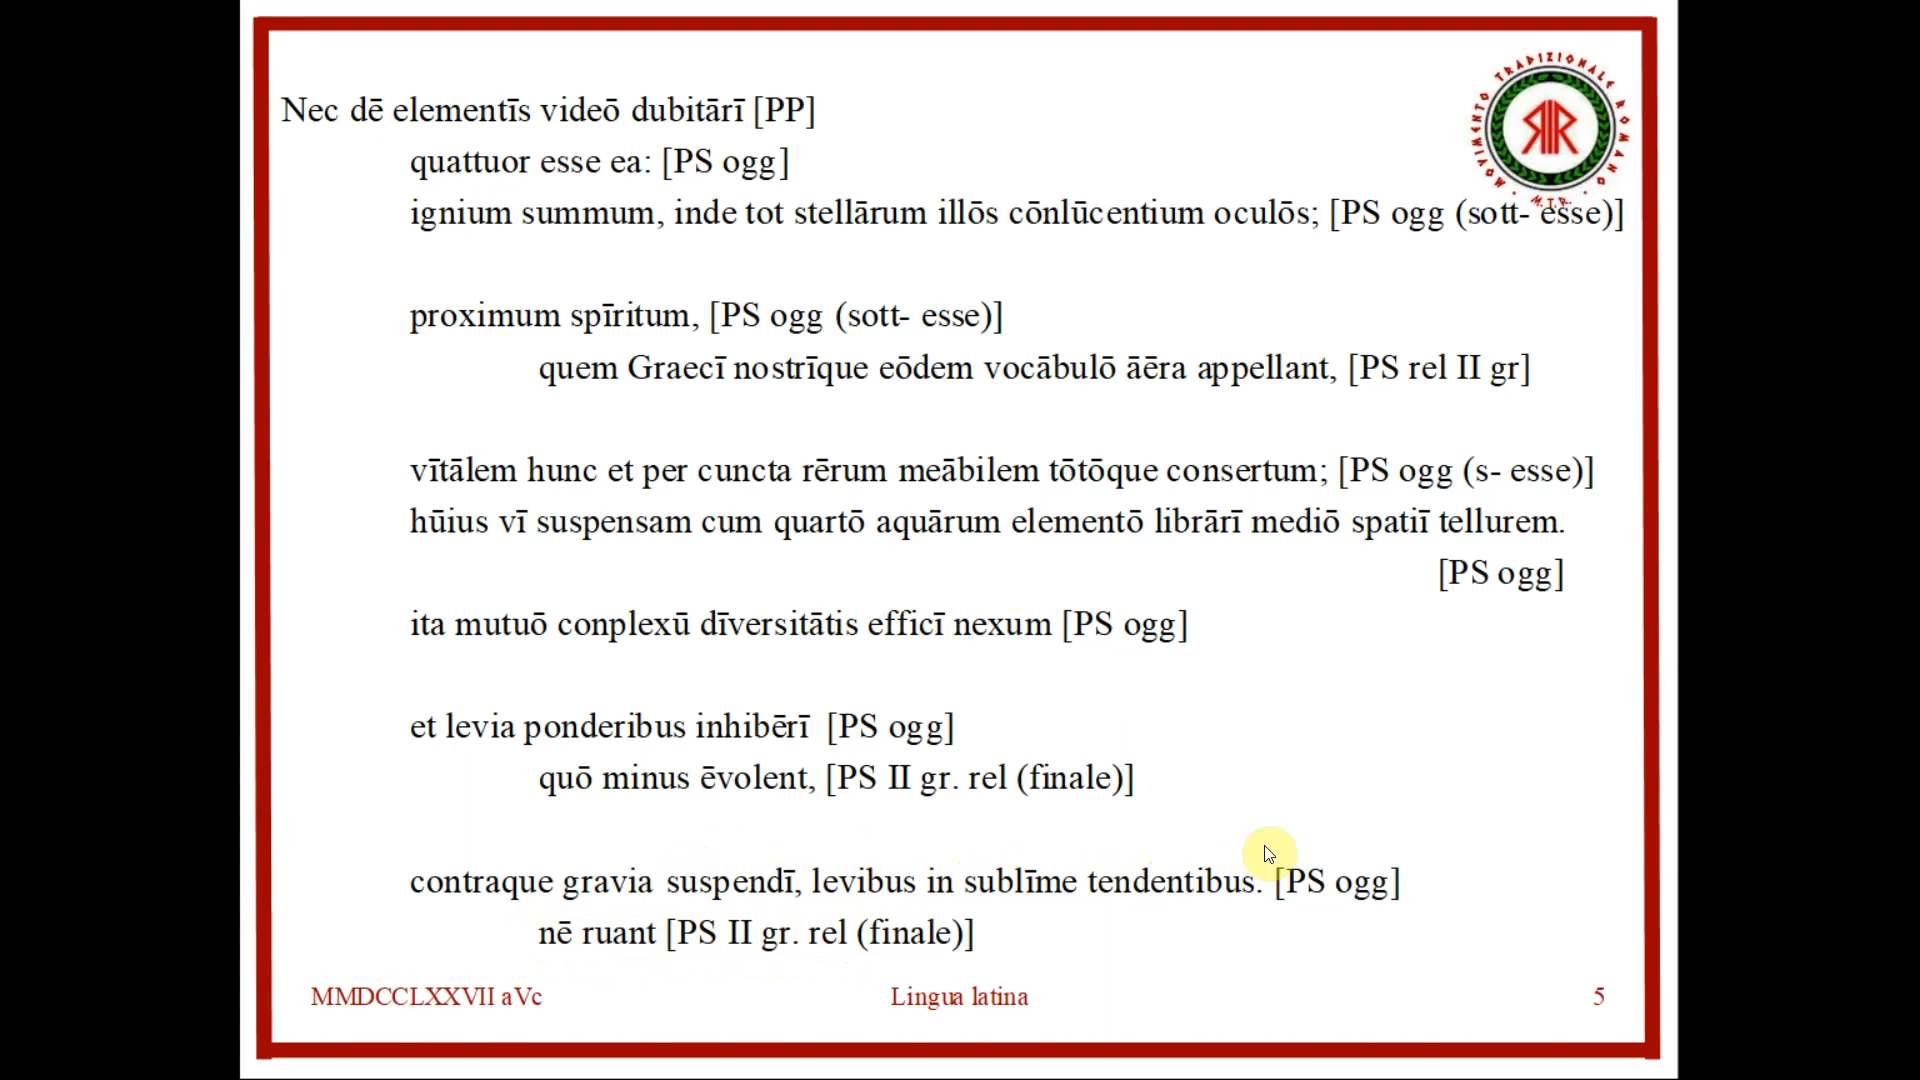 Nec dē elementīs videō dubitārī [PP]
quattuor esse ea: [PS ogg]
ignium summum, inde tot stellārum illōs cōnlūcentium oculōs; [PS ogg (sott- esse)]
proximum spīritum, [PS ogg (sott- esse)]
quem Graecī nostrīque eōdem vocābulō āēra appellant, [PS rel II gr]
vītālem hunc et per cuncta rērum meābilem tōtōque consertum; [PS ogg (s- esse)]
hūius vī suspensam cum quartō aquārum elementō librārī mediō spatiī tellurem.
[PS ogg]
ita mutuō conplexū dīversitātis efficī nexum [PS ogg]
et levia ponderibus inhibērī [PS ogg]
quō minus ēvolent, [PS II gr. rel (finale)]
contraque gravia suspendī, levibus in sublīme tendentibus. [PS ogg]
nē ruant [PS II gr. rel (finale)]
MOVIMENTO TRADIZIONALE ROMANO
M.T.R.
RR
MMDCCLXXVII aVc
Lingua latina
5